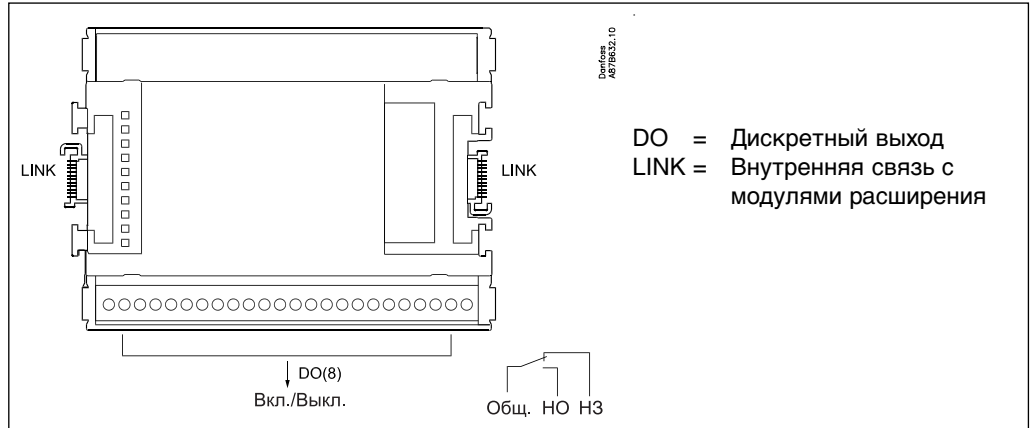 Danfoss
A87B632.10
DO = Дискретный выход
LINK = Внутренняя связь с
модулями расширения
LINK
LINK
DO(8)
Вкл./Выкл.
Общ. НО НЗ